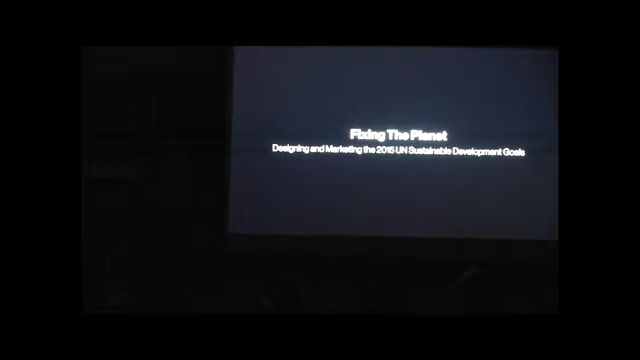 Fixing The Planet
Designing and Marketing the 2015 UN Sustainable Development Goals